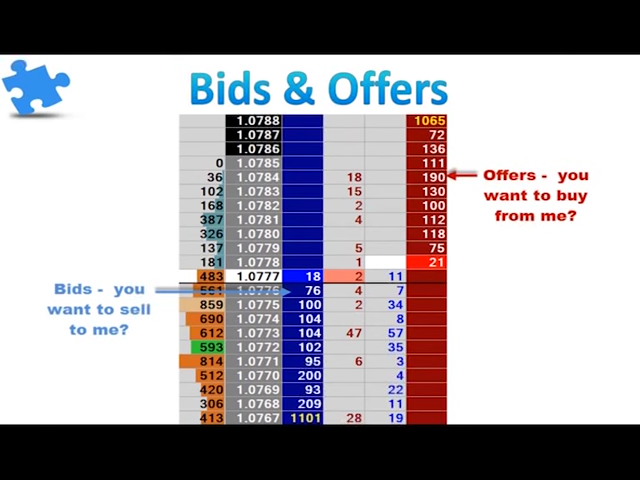 Bids & Offers
1.0788 1065
1.0787 72
1.0786 136
0 1.0785 111
36 1.0784 18 190
102 1.0783 15 130
168 1.0782 2 100
387 1.0781 4 112
326 1.0780 118
137 1.0779 5 75
181 1.0778 1 21
483 1.0777 18 2 11
561 1.0776 76 4 7
859 1.0775 100 2 34
690 1.0774 104 8
612 1.0773 104 47 57
593 1.0772 102 35
814 1.0771 95 6 3
512 1.0770 200 4
420 1.0769 93 22
306 1.0768 209 11
413 1.0767 1101 28 19
Offers - you
want to buy
from me?
Bids - you
want to sell
to me?